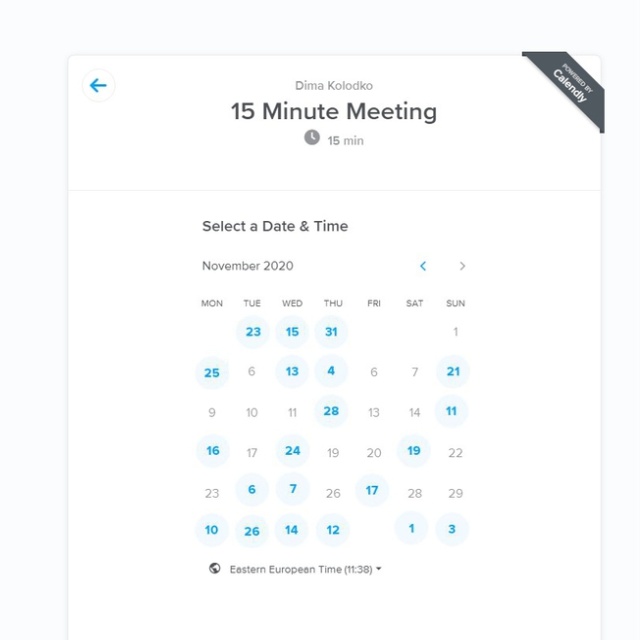 POWERED BY
Calendly
Dima Kolodko
15 Minute Meeting
15 min
Select a Date & Time
November 2020
MON TUE WED THU FRI SAT SUN
23 15 31 1
25 6 13 4 6 7 21
9 10 11 28 13 14 11
16 17 24 19 20 19 22
23 6 7 26 17 28 29
10 26 14 12 1 3
Eastern European Time (11:38)